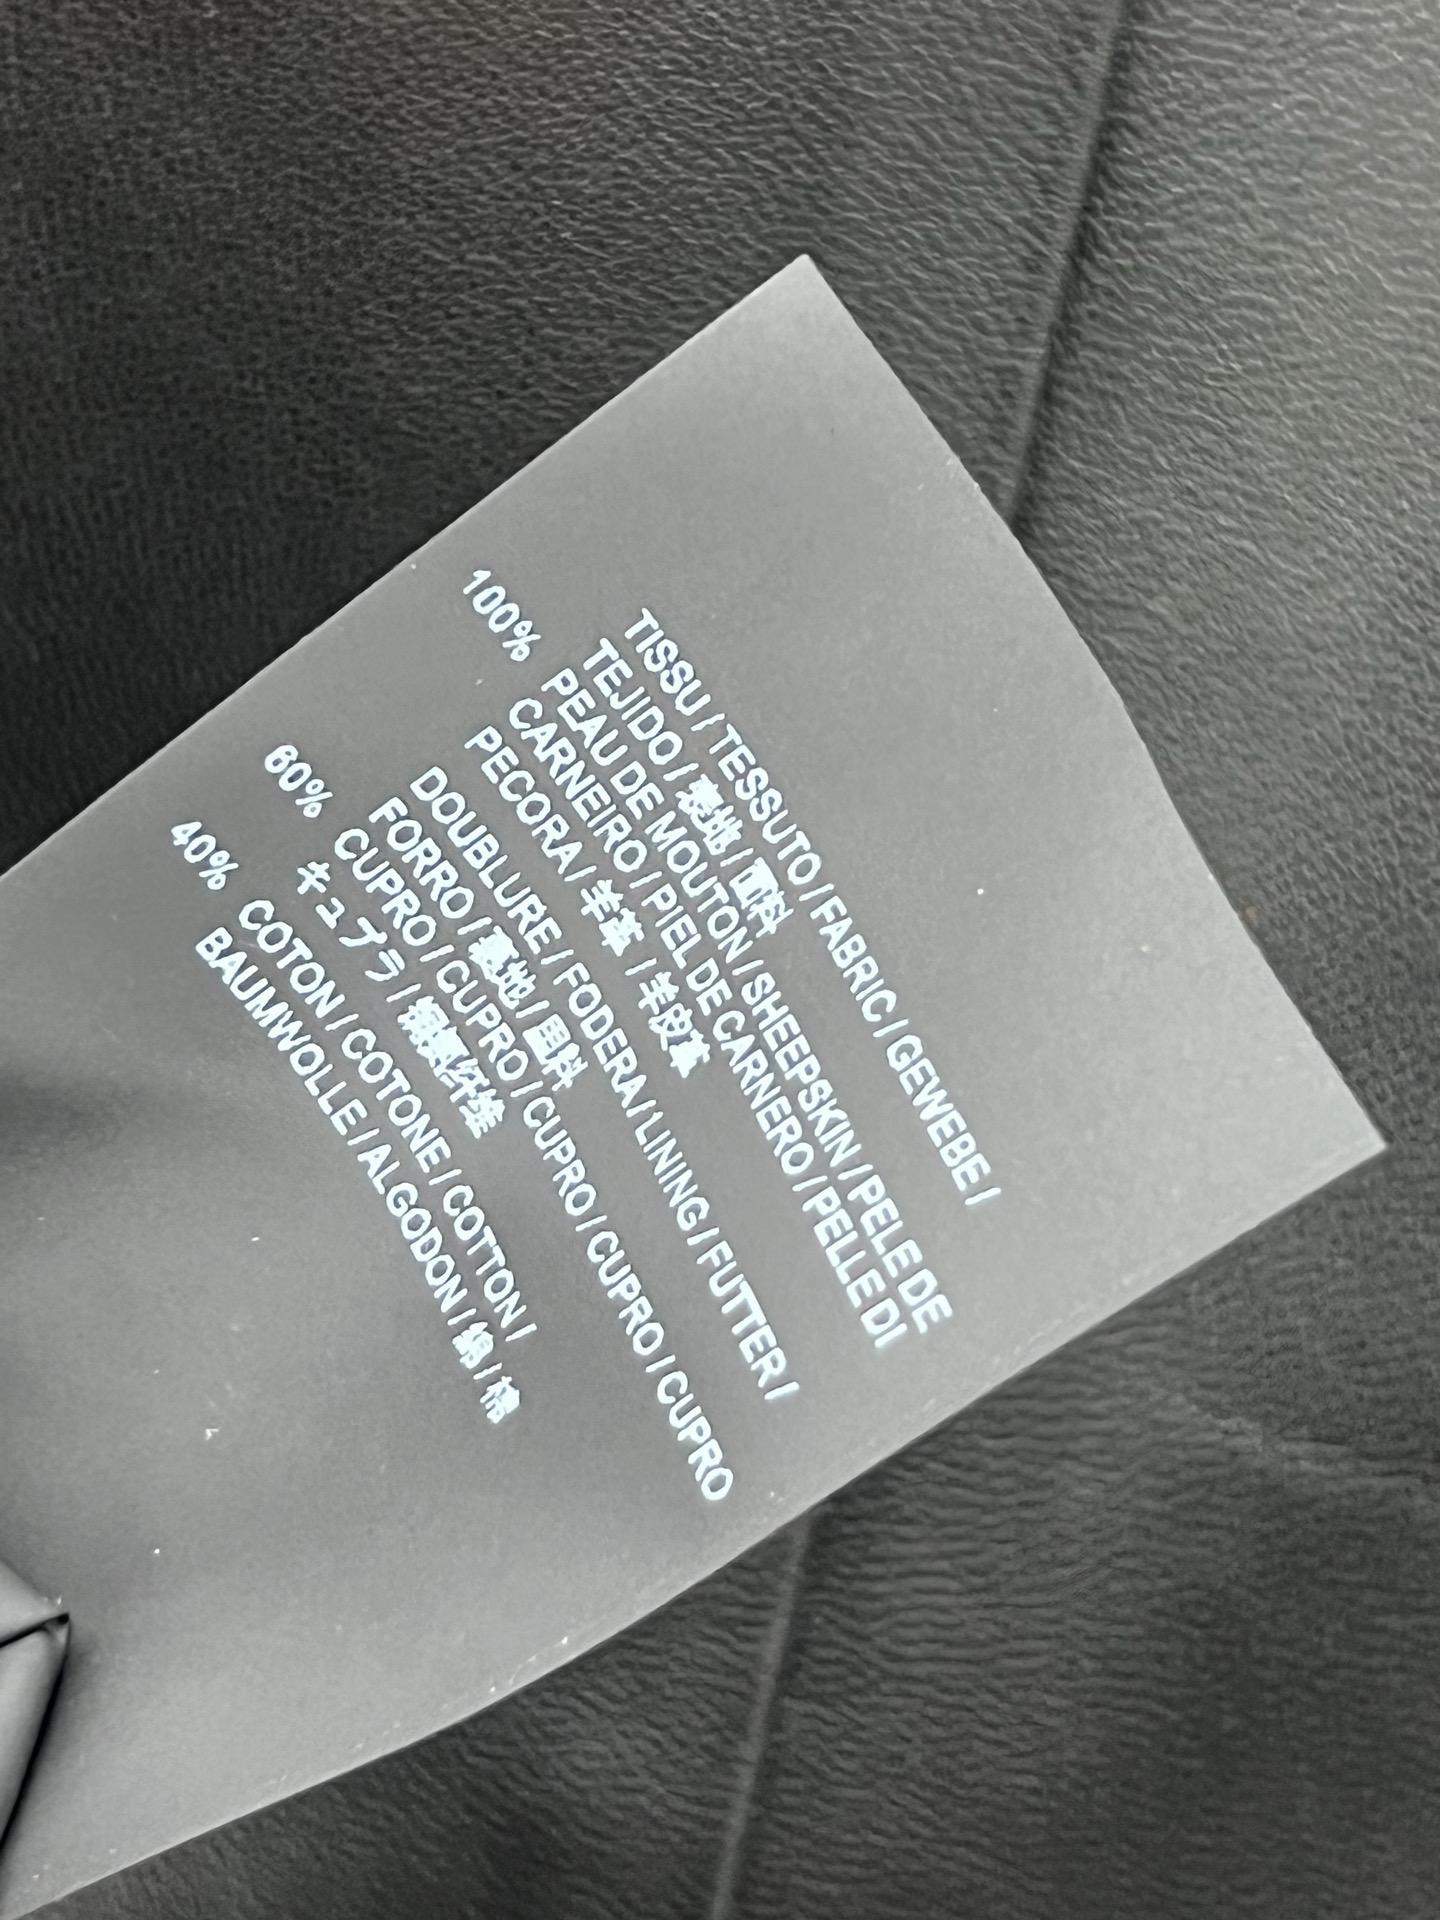 TISSU / TESSUTO / FABRIC / GEWEBE /
TEJIDO / 表地 / 面料
100% PEAU DE MOUTON / SHEEPSKIN / PELE DE
CARNEIRO / PIEL DE CARNERO / PELLE DI
PECORA / 羊革 / 羊皮革
DOUBLURE / FODERA / LINING / FUTTER /
FORRO / 裏地 / 里料
60% CUPRO / CUPRO / CUPRO / CUPRO / CUPRO
キュプラ / 铜氨纤维
40% COTON / COTONE / COTTON /
BAUMWOLLE / ALGODON / 綿 / 棉